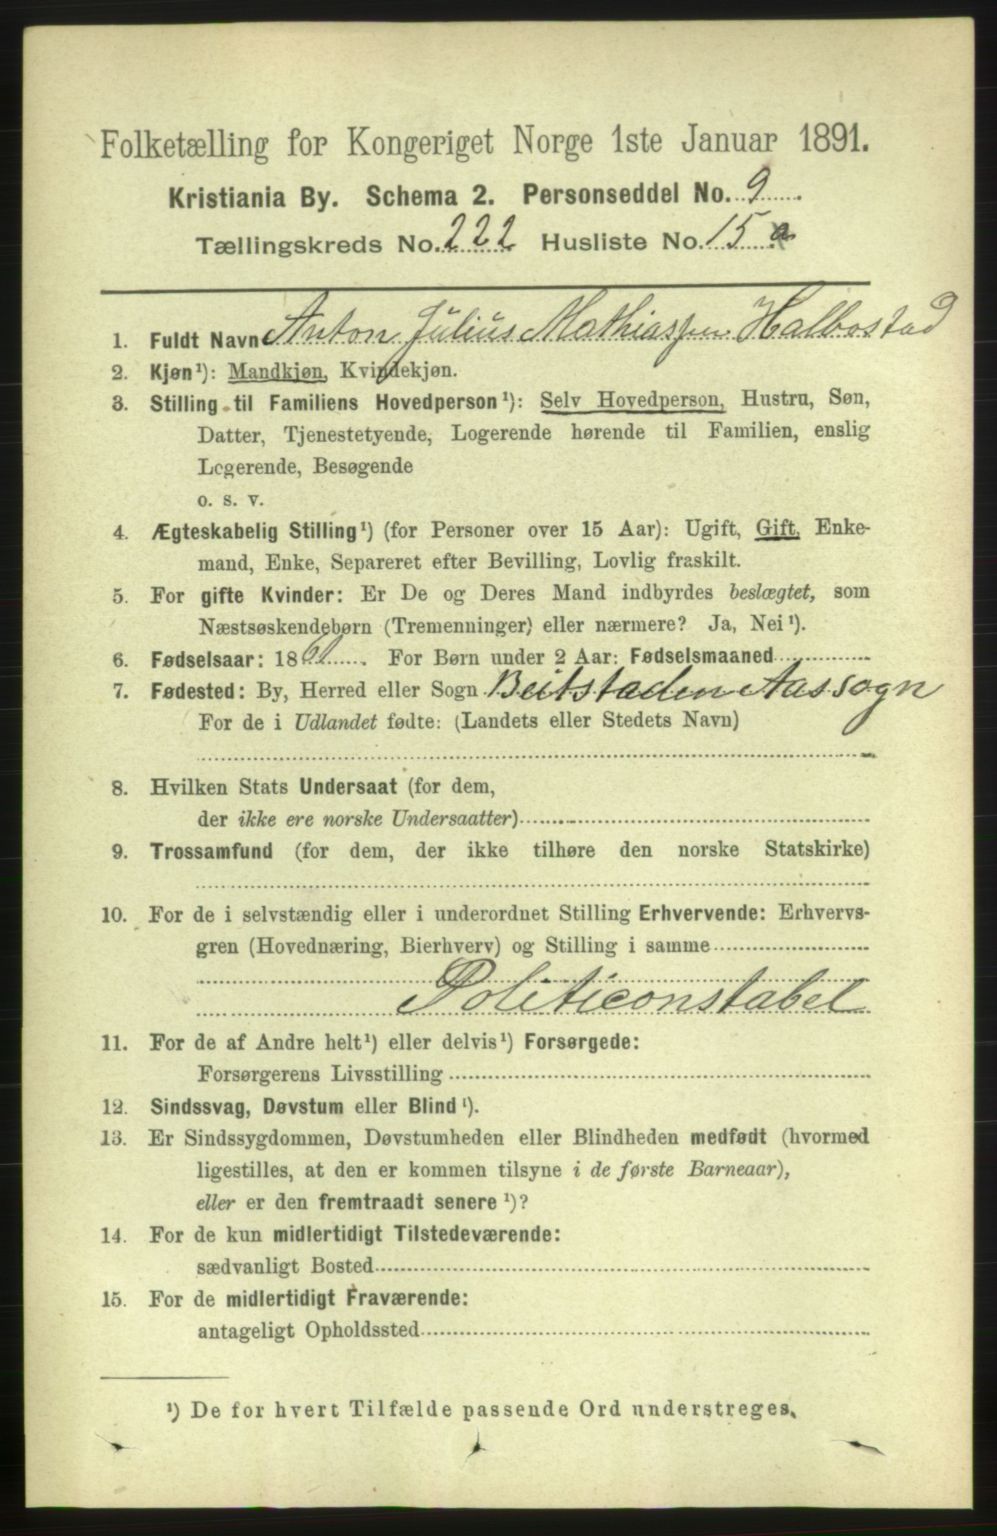 Folketælling for Kongeriget Norge 1ste Januar 1891.
Kristiania By. Schema 2. Personseddel No. 9
Tællingskreds No. 222 Husliste No. 15 a
1. Fuldt Navn Anton Julius Mathiassen Halbostad
2. Kjøn¹): Mandkjøn, Kvindekjøn.
3. Stilling til Familiens Hovedperson¹): Selv Hovedperson, Hustru, Søn,
Datter, Tjenestetyende, Logerende hørende til Familien, enslig
Logerende, Besøgende
o. s. v.
4. Ægteskabelig Stilling¹) (for Personer over 15 Aar): Ugift, Gift, Enke-
mand, Enke, Separeret efter Bevilling, Lovlig fraskilt.
5. For gifte Kvinder: Er De og Deres Mand indbyrdes beslægtet, som
Næstsøskendebørn (Tremenninger) eller nærmere? Ja, Nei¹).
6. Fødselsaar: 18 . For Børn under 2 Aar: Fødselsmaaned
7. Fødested: By, Herred eller Sogn Beitstaden Aas sogn
For de i Udlandet fødte: (Landets eller Stedets Navn)
8. Hvilken Stats Undersaat (for dem,
der ikke ere norske Undersaatter)
9. Trossamfund (for dem, der ikke tilhøre den norske Statskirke)
10. For de i selvstændig eller i underordnet Stilling Erhvervende: Erhvervs-
gren (Hovednæring, Bierhverv) og Stilling i samme
Politiconstabel
11. For de af Andre helt¹) eller delvis¹) Forsørgede:
Forsørgerens Livsstilling
12. Sindssvag, Døvstum eller Blind¹).
13. Er Sindssygdommen, Døvstumheden eller Blindheden medfødt (hvormed
ligestilles, at den er kommen tilsyne i de første Barneaar),
eller er den fremtraadt senere¹)?
14. For de kun midlertidigt Tilstedeværende:
sædvanligt Bosted
15. For de midlertidigt Fraværende:
antageligt Opholdssted
¹) De for hvert Tilfælde passende Ord understreges.